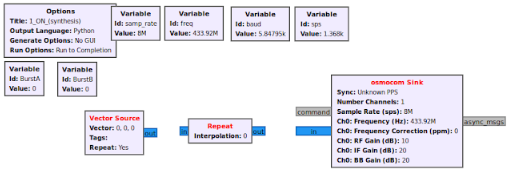 Options
Title: 1_ON_(synthesis)
Output Language: Python
Generate Options: No GUI
Run Options: Run to Completion
Variable
Id: samp_rate
Value: 8M
Variable
Id: freq
Value: 433.92M
Variable
Id: baud
Value: 5.84795k
Variable
Id: sps
Value: 1.368k
Variable
Id: BurstA
Value: 0
Variable
Id: BurstB
Value: 0
Vector Source
Vector: 0, 0, 0
Tags:
Repeat: Yes
out
in
Repeat
Interpolation: 0
out
command
in
osmocom Sink
Sync: Unknown PPS
Number Channels: 1
Sample Rate (sps): 8M
Ch0: Frequency (Hz): 433.92M
Ch0: Frequency Correction (ppm): 0
Ch0: RF Gain (dB): 10
Ch0: IF Gain (dB): 20
Ch0: BB Gain (dB): 20
async_msgs